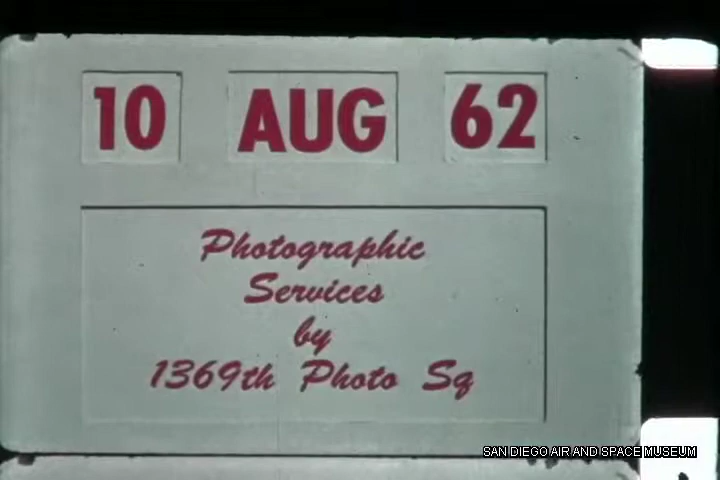 10 AUG 62
Photographic
Services
by
1369th Photo Sq
SAN DIEGO AIR AND SPACE MUSEUM